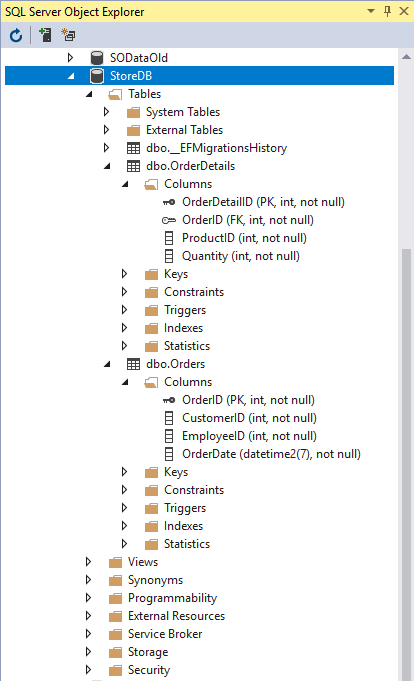 SQL Server Object Explorer
SODataOld
StoreDB
Tables
System Tables
External Tables
dbo.__EFMigrationsHistory
dbo.OrderDetails
Columns
OrderDetailID (PK, int, not null)
OrderID (FK, int, not null)
ProductID (int, not null)
Quantity (int, not null)
Keys
Constraints
Triggers
Indexes
Statistics
dbo.Orders
Columns
OrderID (PK, int, not null)
CustomerID (int, not null)
EmployeeID (int, not null)
OrderDate (datetime2(7), not null)
Keys
Constraints
Triggers
Indexes
Statistics
Views
Synonyms
Programmability
External Resources
Service Broker
Storage
Security